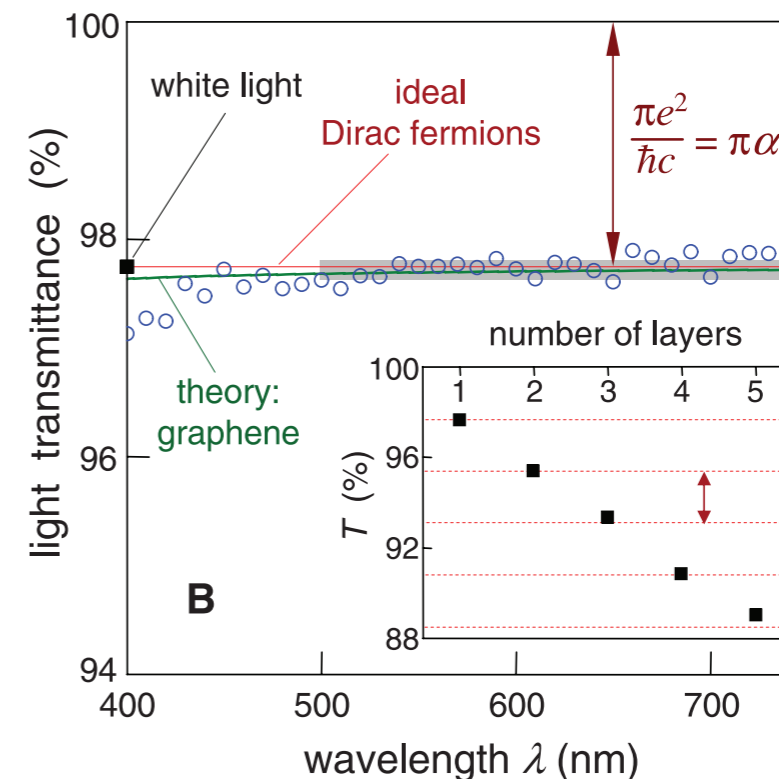 100
white light
ideal
Dirac fermions
πe²
ħc
= πα
98
light transmittance (%)
theory:
graphene
96
B
94
400
500
600
700
wavelength λ (nm)
number of layers
1 2 3 4 5
100
96
92
88
T (%)